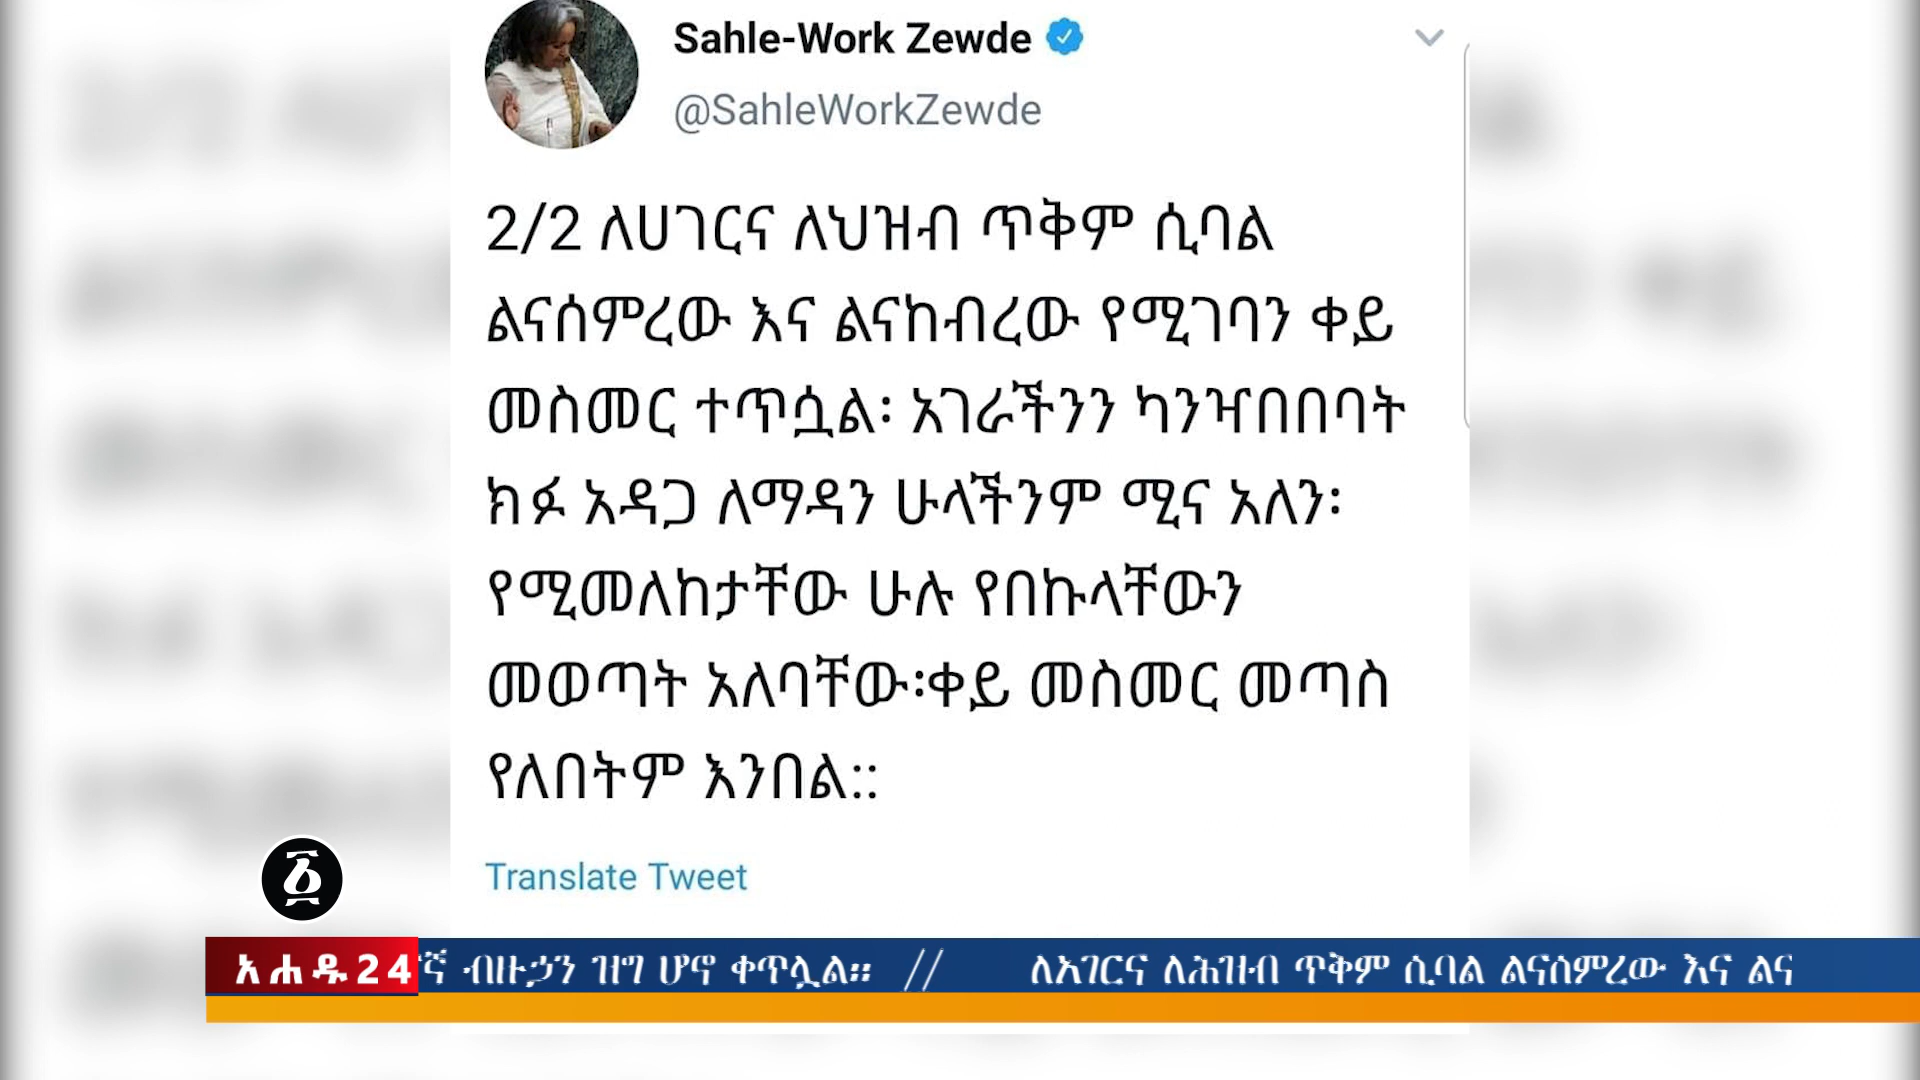 Sahle-Work Zewde
@SahleWorkZewde
2/2 ለሀገርና ለህዝብ ጥቅም ሲባል
ልናሰምረው እና ልናከብረው የሚገባን ቀይ
መስመር ተጥሷል፡ አገራችንን ካንዣበበባት
ክፉ አዳጋ ለማዳን ሁላችንም ሚና አለን፡
የሚመለከታቸው ሁሉ የበኩላቸውን
መወጣት አለባቸው፡ቀይ መስመር መጣስ
የለበትም እንበል::
Translate Tweet
አሐዱ24 ብዙኃን ዝግ ሆኖ ቀጥሏል። // ለአገርና ለሕዝብ ጥቅም ሲባል ልናሰምረው እና ልና